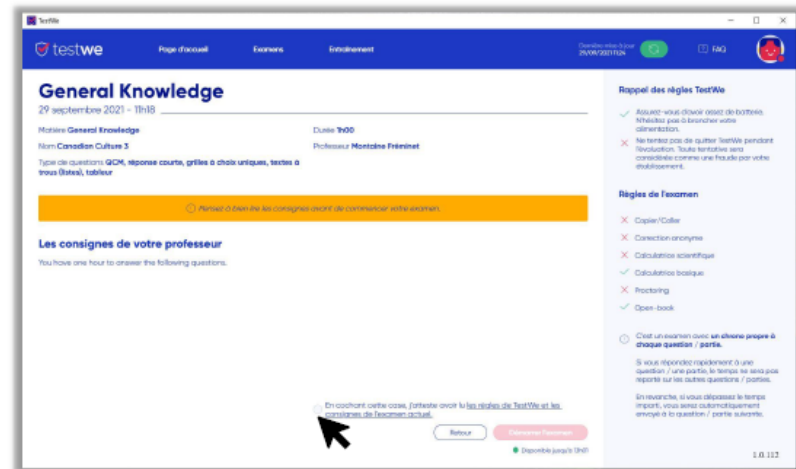 TestWe
testwe
Page d'accueil
Examens
Entraînement
Dernière mise à jour
29/09/2021 11:24
FAQ
General Knowledge
29 septembre 2021 - 11h18
Matière General Knowledge
Durée 1h00
Nom Canadian Culture 3
Professeur Montaine Fréminet
Type de questions QCM, réponse courte, grilles à choix uniques, textes à
trous (listes), tableur
Pensez à bien lire les consignes avant de commencer votre examen.
Les consignes de votre professeur
You have one hour to answer the following questions.
En cochant cette case, j'atteste avoir lu les règles de TestWe et les
consignes de l'examen actuel.
Retour
Démarrer l'examen
Disponible jusqu'à 13h01
Rappel des règles TestWe
Assurez-vous d'avoir assez de batterie.
N'hésitez pas à brancher votre
alimentation.
Ne tentez pas de quitter TestWe pendant
l'évaluation. Toute tentative sera
considérée comme une fraude par votre
établissement.
Règles de l'examen
Copier/Coller
Correction anonyme
Calculatrice scientifique
Calculatrice basique
Proctoring
Open-book
C'est un examen avec un chrono propre à
chaque question / partie.
Si vous répondez rapidement à une
question / une partie, le temps ne sera pas
reporté sur les autres questions / parties.
En revanche, si vous dépassez le temps
imparti, vous serez automatiquement
envoyé à la question / partie suivante.
1.0.112